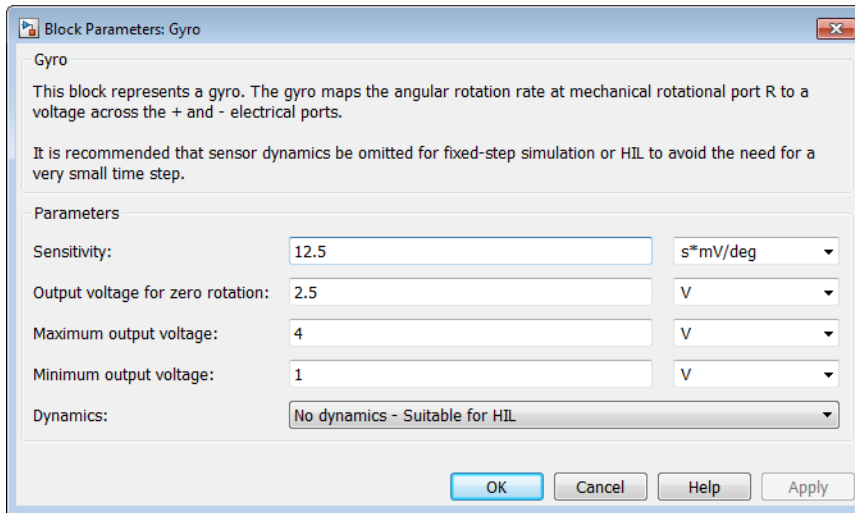 Block Parameters: Gyro
Gyro
This block represents a gyro. The gyro maps the angular rotation rate at mechanical rotational port R to a
voltage across the + and - electrical ports.
It is recommended that sensor dynamics be omitted for fixed-step simulation or HIL to avoid the need for a
very small time step.
Parameters
Sensitivity: 12.5 s*mV/deg
Output voltage for zero rotation: 2.5 V
Maximum output voltage: 4 V
Minimum output voltage: 1 V
Dynamics: No dynamics - Suitable for HIL
OK Cancel Help Apply